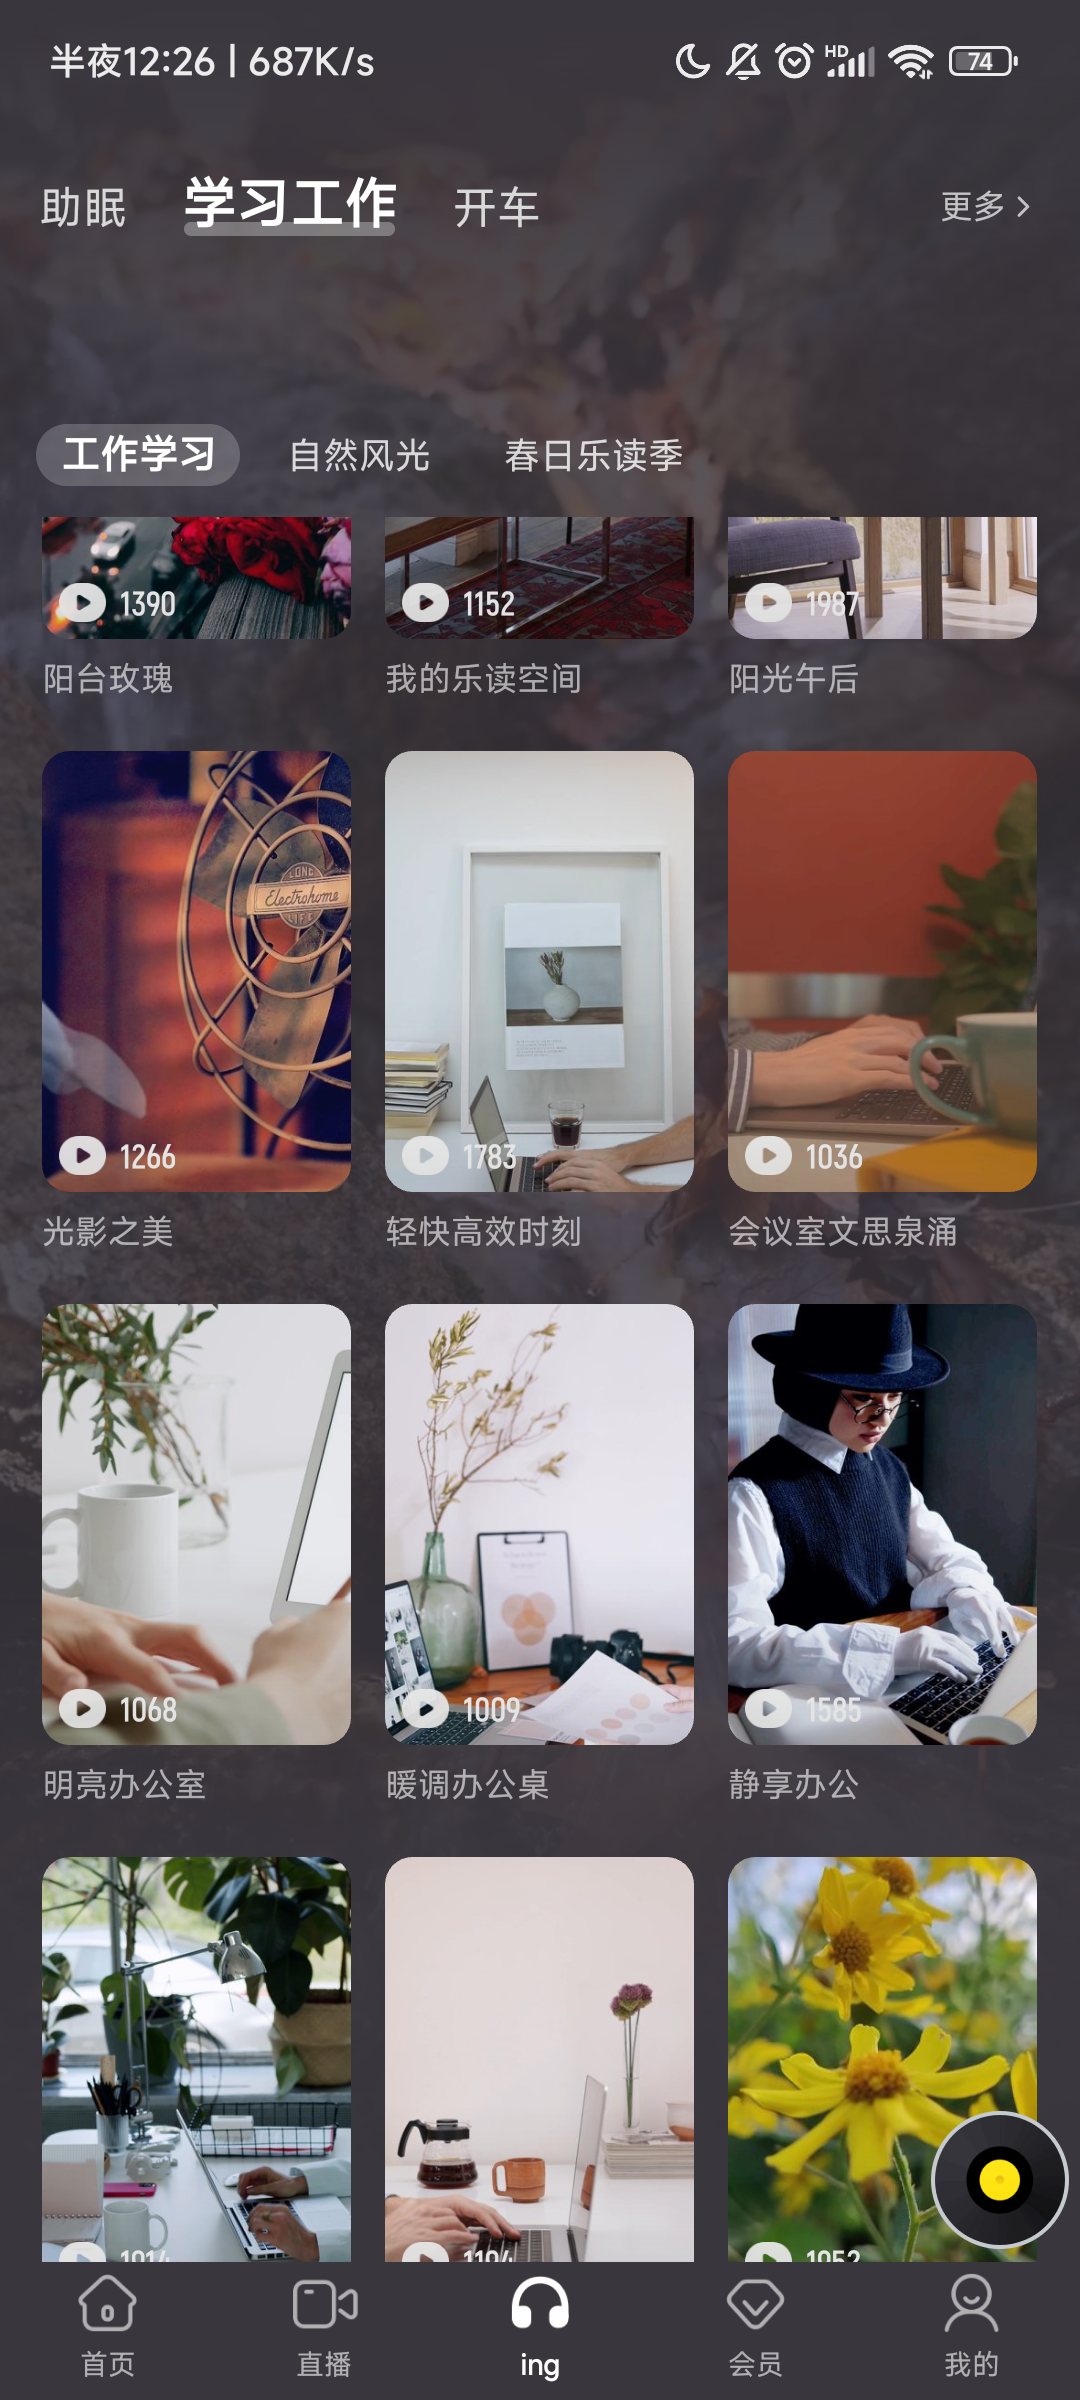 半夜12:26 | 687K/s
HD
74
助眠 学习工作 开车 更多
工作学习 自然风光 春日乐读季
1390 1152 1987
阳台玫瑰 我的乐读空间 阳光午后
LONG
Electrohome
LIFE
1266 1783 1036
光影之美 轻快高效时刻 会议室文思泉涌
1068 1009 1585
明亮办公室 暖调办公桌 静享办公
1014 1104 1052
首页 直播 ing 会员 我的